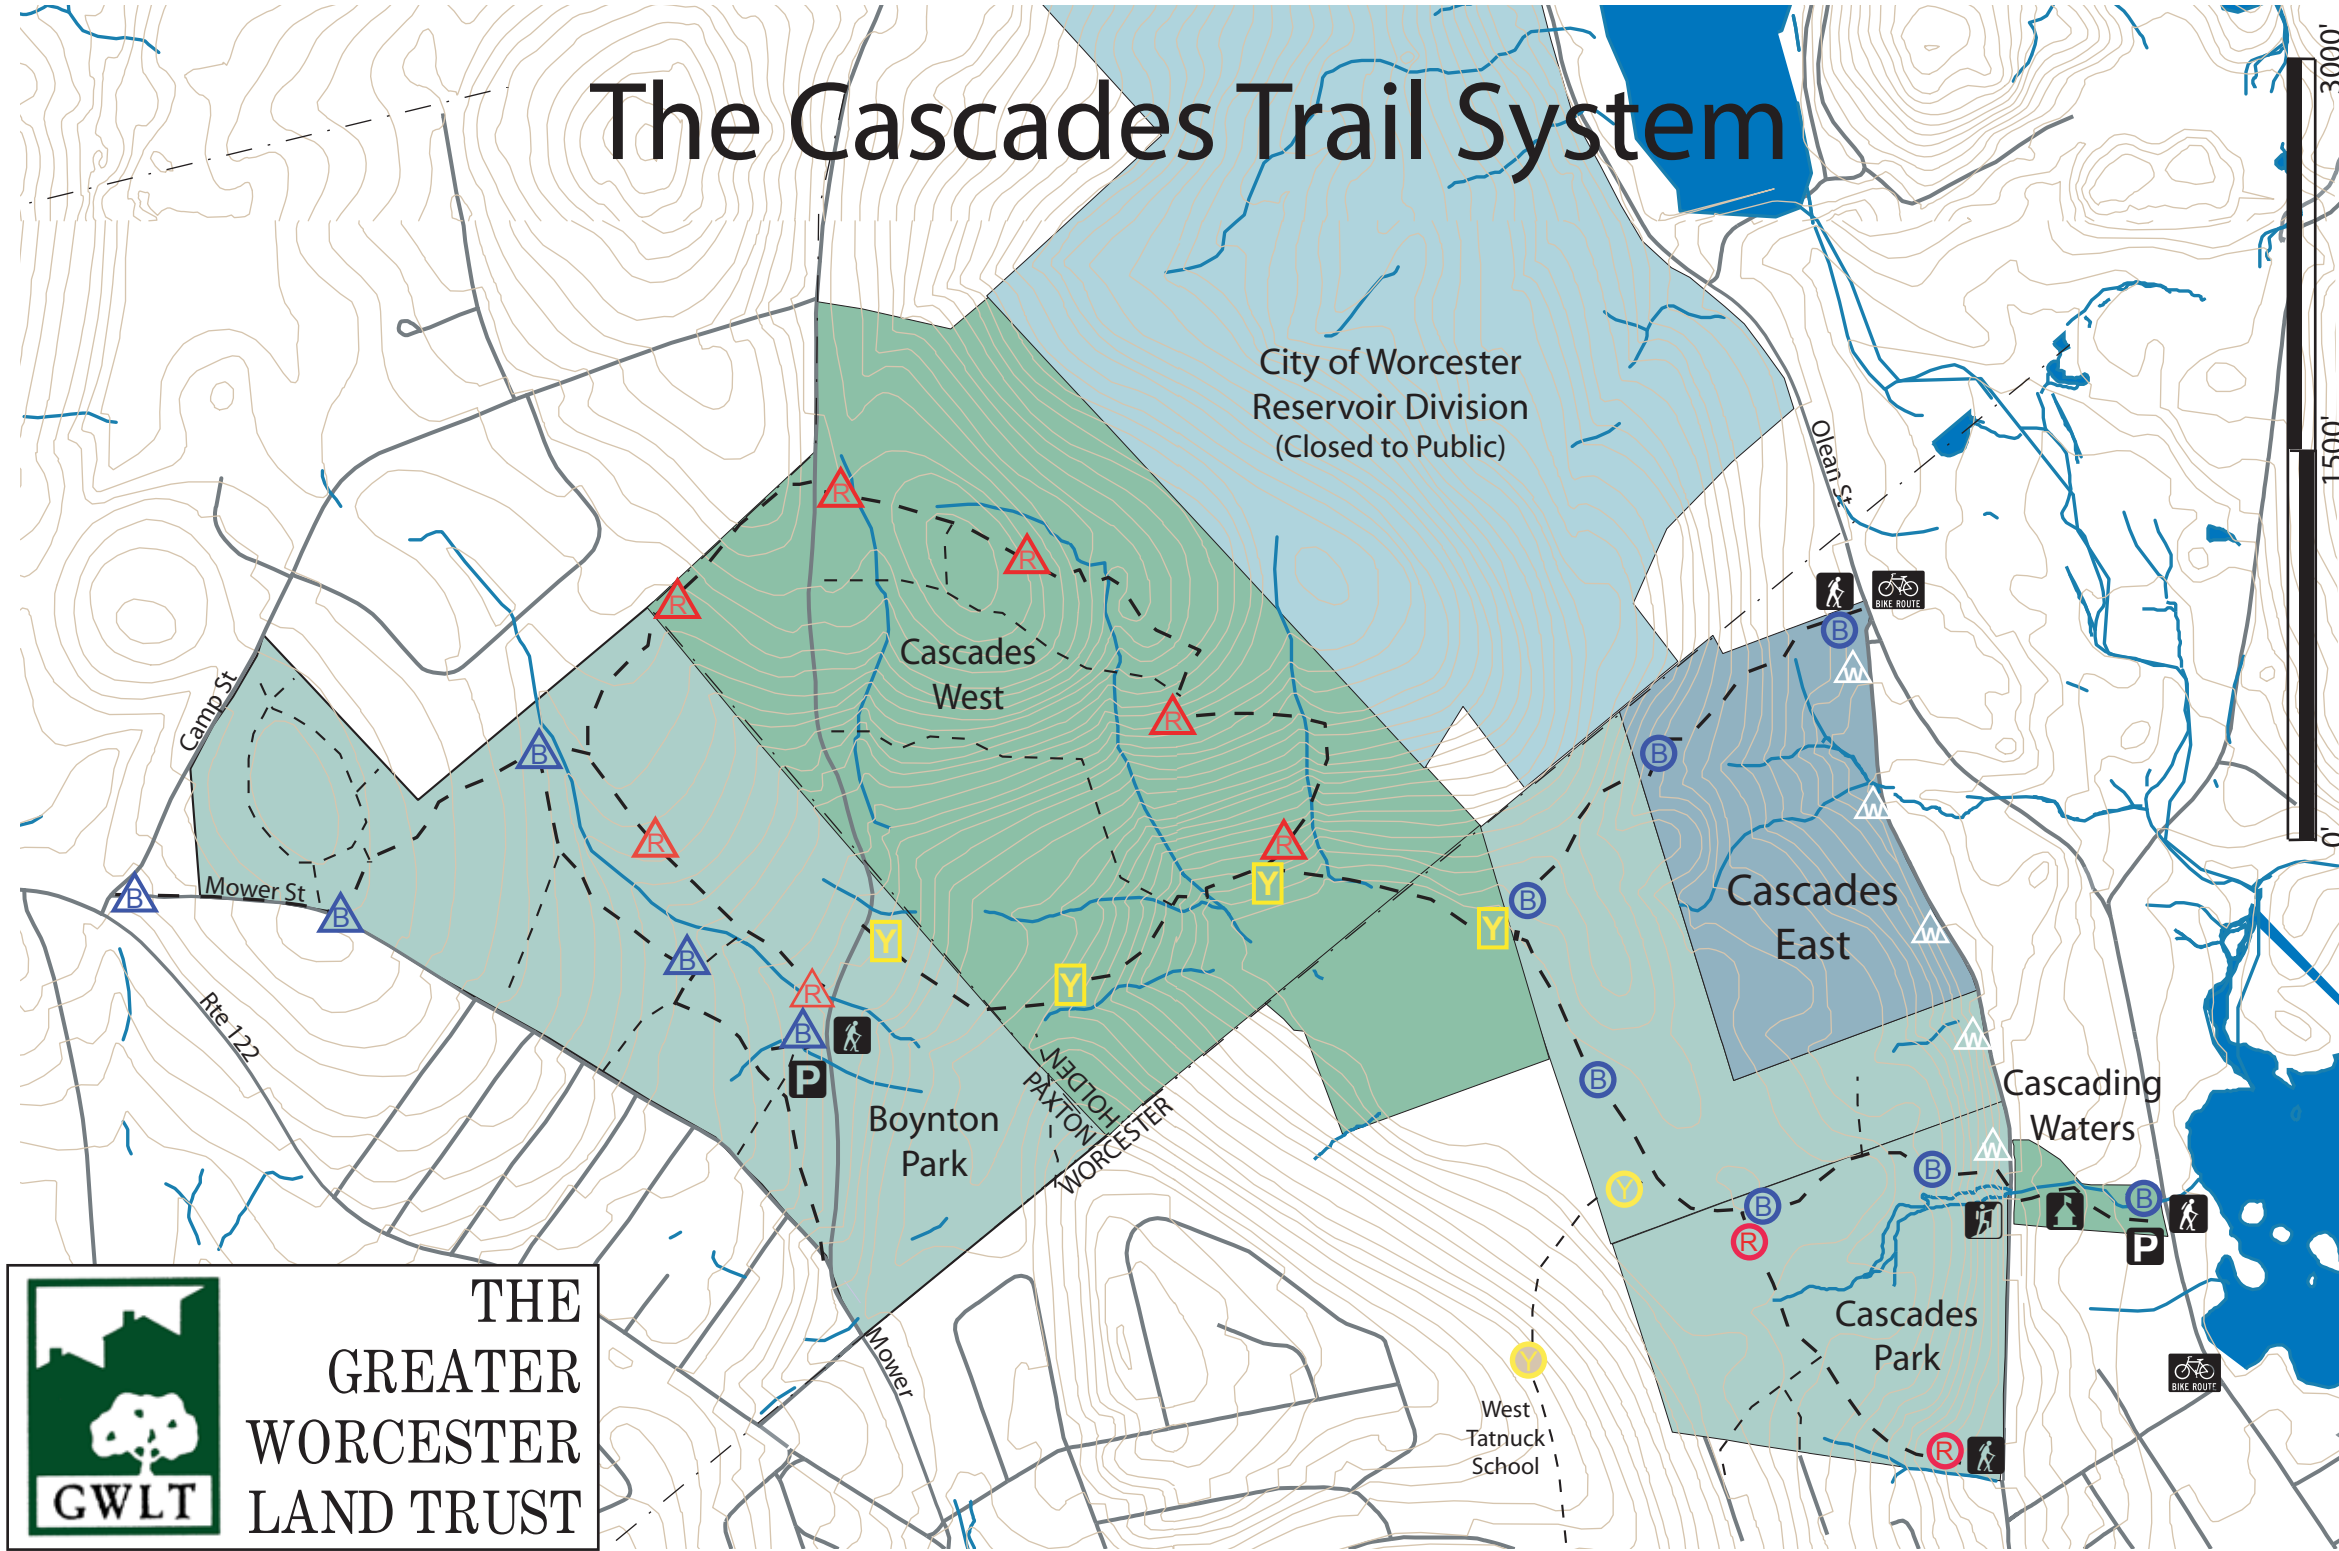 The Cascades Trail System
3000'
1500'
0'
City of Worcester
Reservoir Division
(Closed to Public)
Olean St
BIKE ROUTE
B
W
R
R
R
Cascades
West
R
R
Camp St
B
B
R
B
W
Mower St
B
B
Y
Y
B
Y
Cascades
East
W
B
Y
R
B
P
Rte 122
HOLDEN
PAXTON
WORCESTER
Boynton
Park
B
W
Cascading
Waters
W
B
B
B
Y
R
P
Cascades
Park
Mower
Y
West
Tatnuck
School
BIKE ROUTE
R
THE
GREATER
WORCESTER
LAND TRUST
GWLT